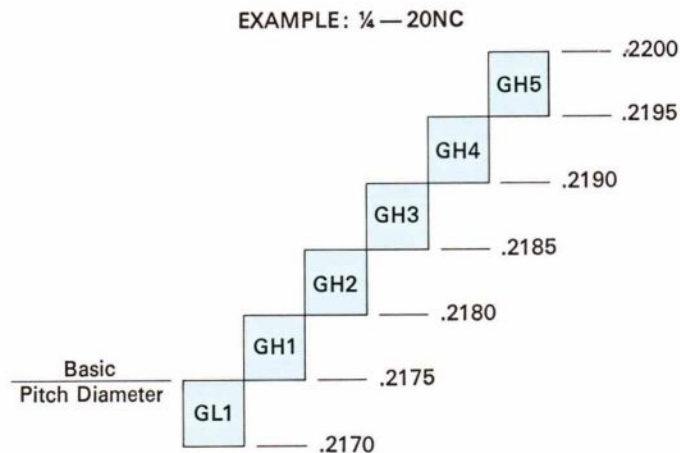 EXAMPLE: ¼ — 20NC
.2200
GH5
.2195
GH4
.2190
GH3
.2185
GH2
.2180
GH1
Basic
.2175
Pitch Diameter
GL1
.2170